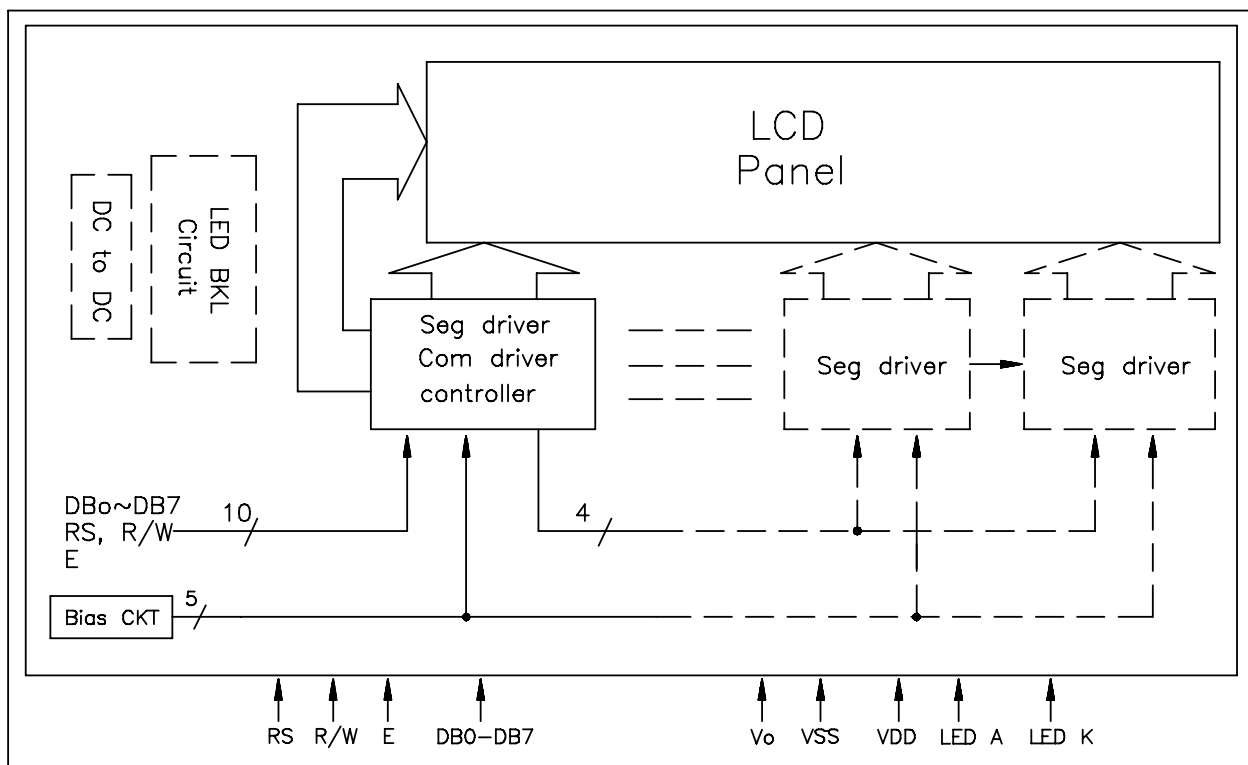 LCD
Panel
DC to DC
LED BKL
Circuit
Seg driver
Com driver
controller
Seg driver
Seg driver
DBo~DB7
RS, R/W
E
10
4
Bias CKT
5
RS
R/W
E
DB0-DB7
Vo
VSS
VDD
LED A
LED K